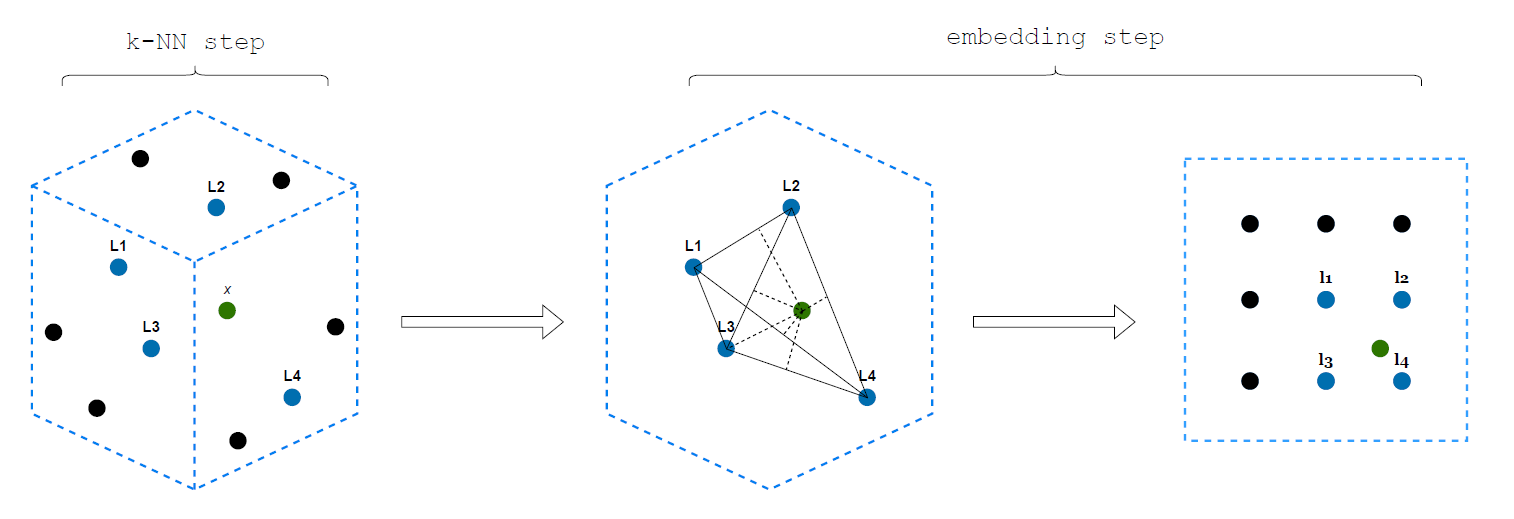 k-NN step
embedding step
L2
L1
x
L3
L4
L2
L1
L3
L4
l1
l2
l3
l4